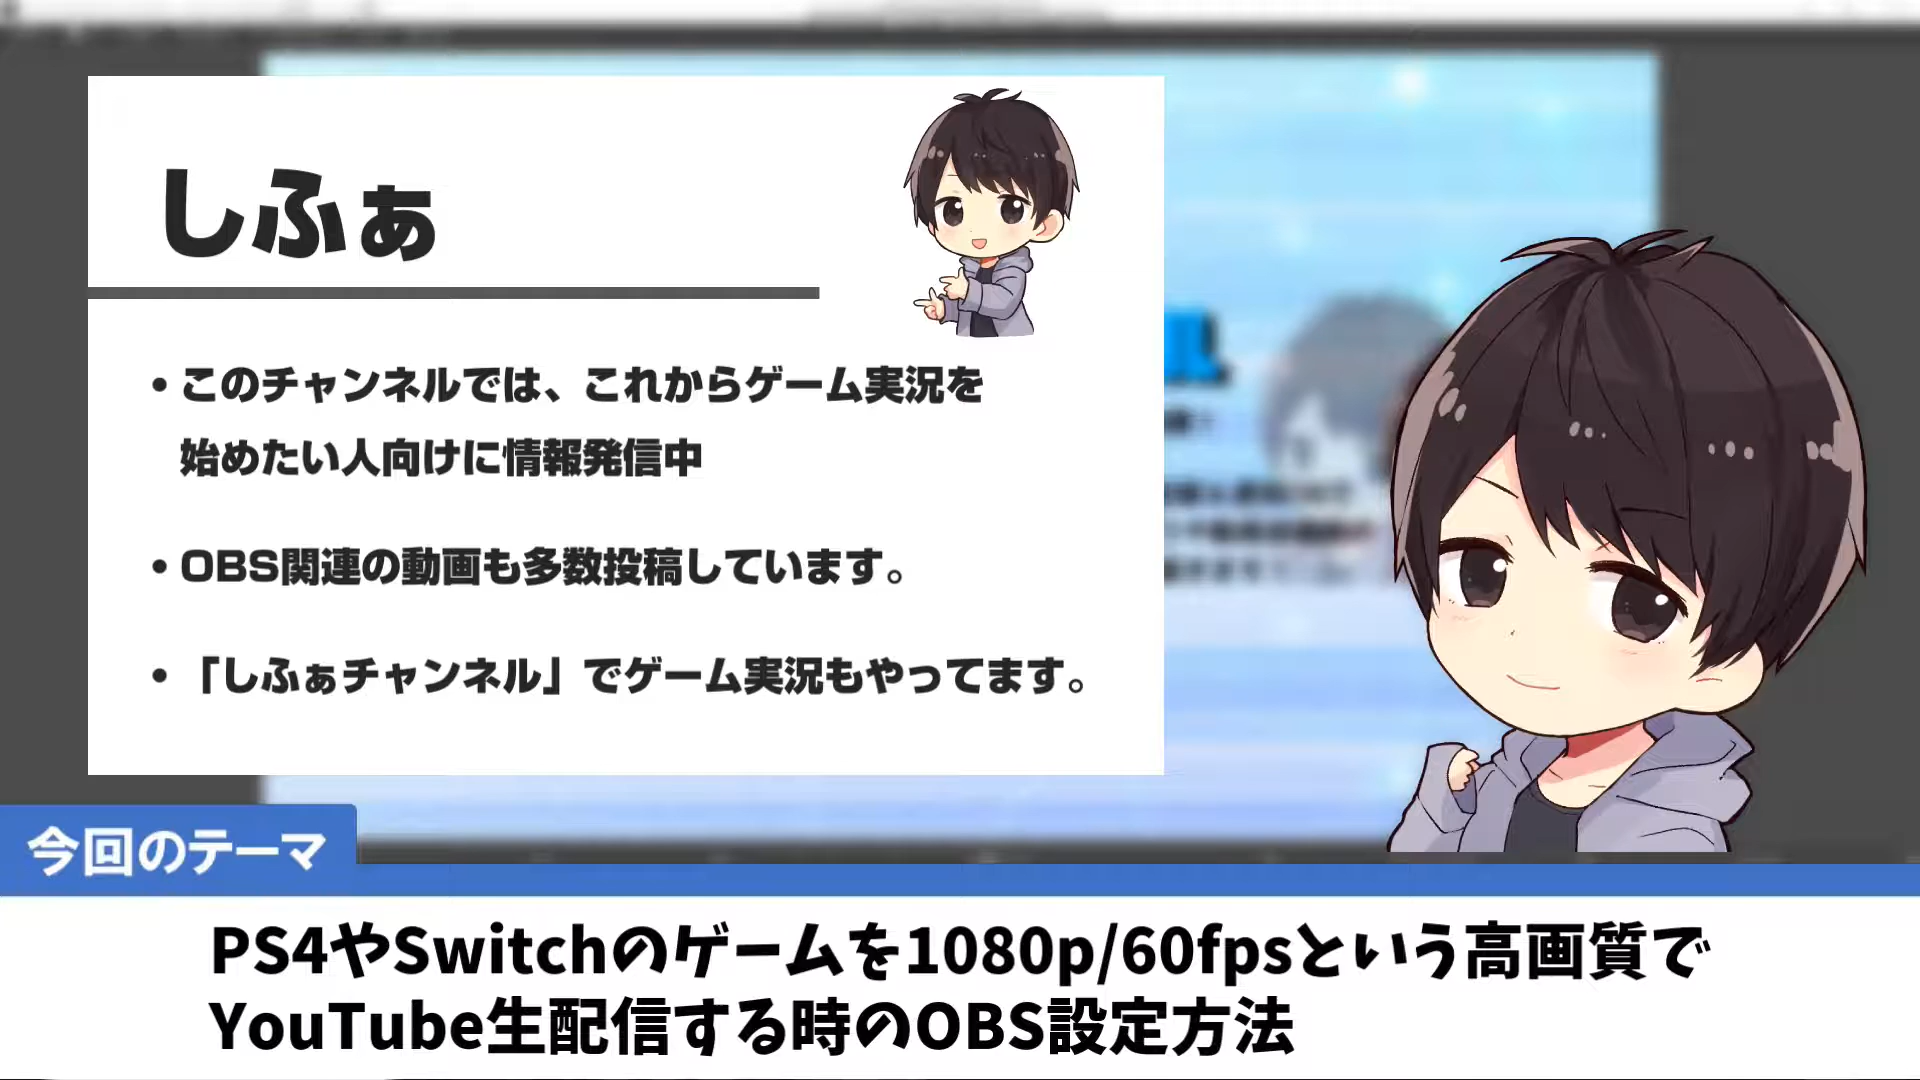 しふぁ
・このチャンネルでは、これからゲーム実況を
始めたい人向けに情報発信中
・OBS関連の動画も多数投稿しています。
・「しふぁチャンネル」でゲーム実況もやってます。
今回のテーマ
PS4やSwitchのゲームを1080p/60fpsという高画質で
YouTube生配信する時のOBS設定方法